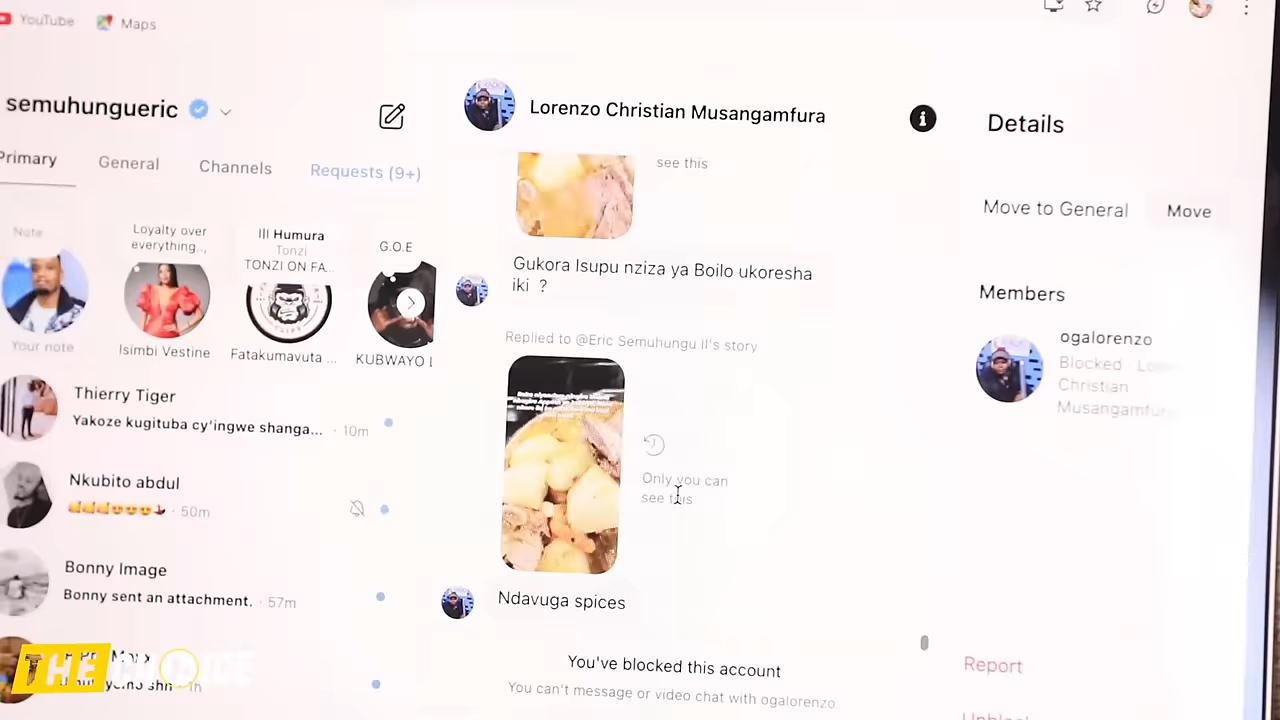 YouTube
Maps
semuhungueric
Primary
General
Channels
Requests (9+)
Note
Your note
Loyalty over
everything...
Isimbi Vestine
Humura
Tonzi
TONZI ON FA...
Fatakumavuta ...
G.O.E
KUBWAYO
Thierry Tiger
Yakoze kugituba cy'ingwe shanga... · 10m
Nkubito abdul
· 50m
Bonny Image
Bonny sent an attachment. · 57m
THE CHOICE
Lorenzo Christian Musangamfura
see this
Gukora Isupu nziza ya Boilo ukoresha
iki ?
Replied to @Eric Semuhungu II's story
Only you can
see this
Ndavuga spices
You've blocked this account
You can't message or video chat with ogalorenzo
Details
Move to General
Move
Members
ogalorenzo
Blocked
Christian
Musangamfura
Report